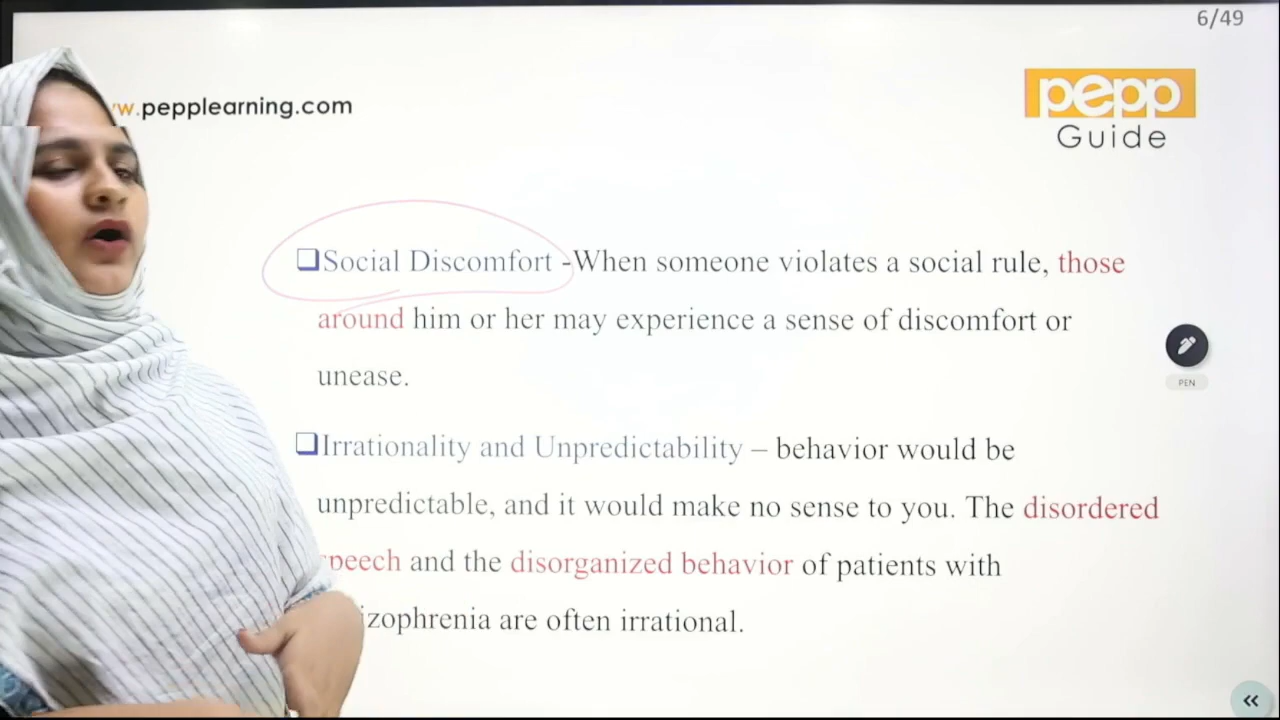 6/49
w.pepplearning.com
pepp
Guide
❑Social Discomfort -When someone violates a social rule, those
around him or her may experience a sense of discomfort or
unease.
PEN
❑Irrationality and Unpredictability – behavior would be
unpredictable, and it would make no sense to you. The disordered
speech and the disorganized behavior of patients with
izophrenia are often irrational.
«